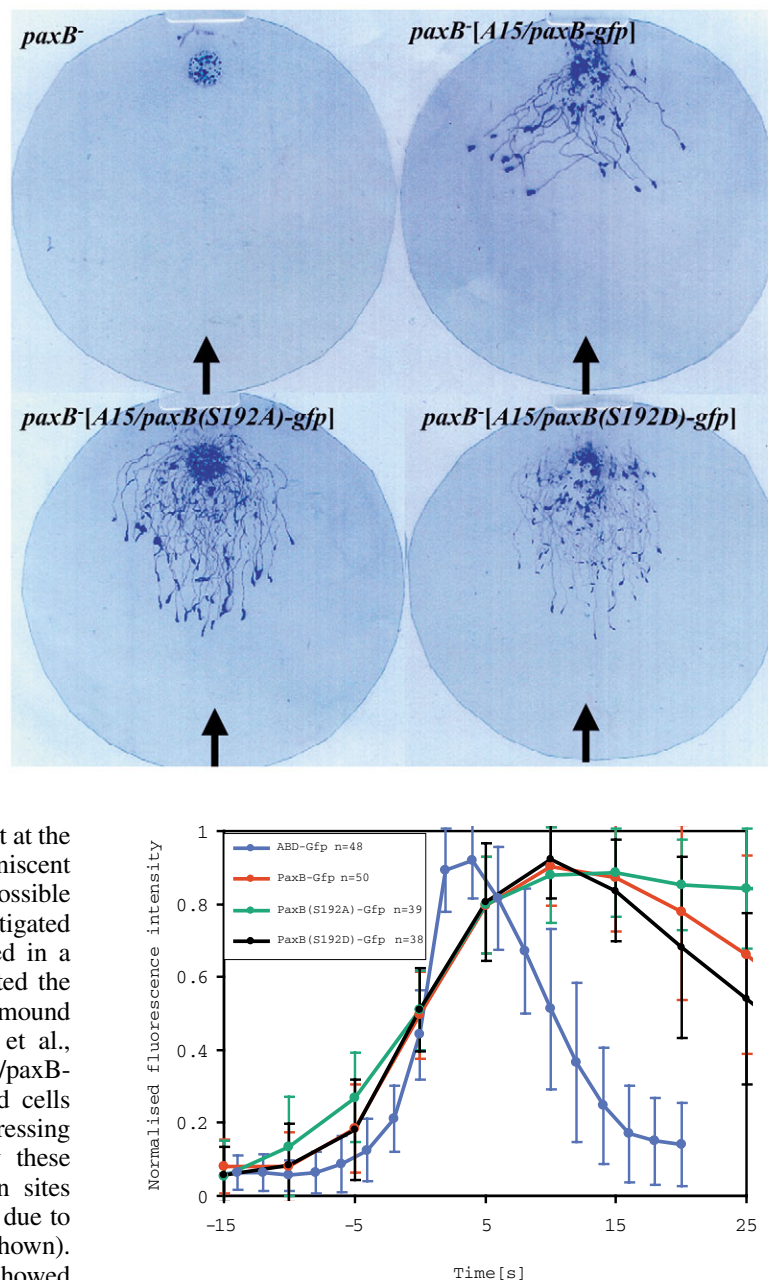 paxB-
paxB-[A15/paxB-gfp]
paxB-[A15/paxB(S192A)-gfp]
paxB-[A15/paxB(S192D)-gfp]
t at the
niscent
ossible
tigated
ed in a
ted the
mound
et al.,
/paxB-
d cells
ressing
these
n sites
due to
hown).
howed
Normalised fluorescence intensity
1
0.8
0.6
0.4
0.2
0
ABD-Gfp n=48
PaxB-Gfp n=50
PaxB(S192A)-Gfp n=39
PaxB(S192D)-Gfp n=38
-15
-5
5
15
25
Time[s]